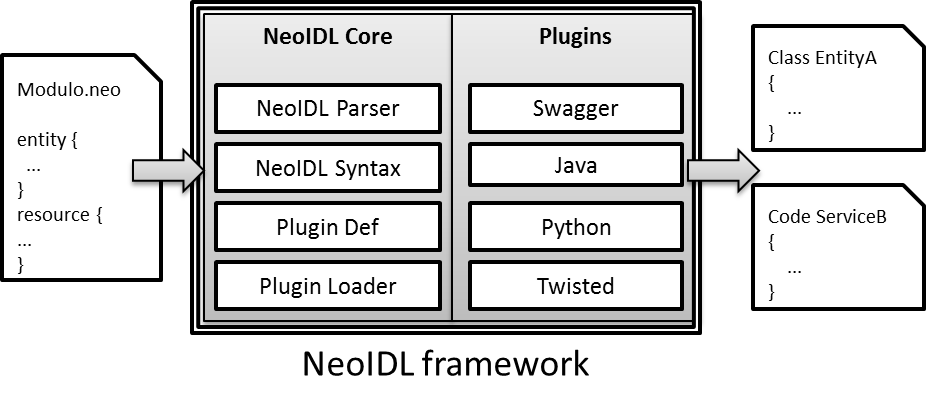 Modulo.neo
entity {
...
}
resource {
...
}
NeoIDL Core
NeoIDL Parser
NeoIDL Syntax
Plugin Def
Plugin Loader
Plugins
Swagger
Java
Python
Twisted
Class EntityA
{
...
}
Code ServiceB
{
...
}
NeoIDL framework